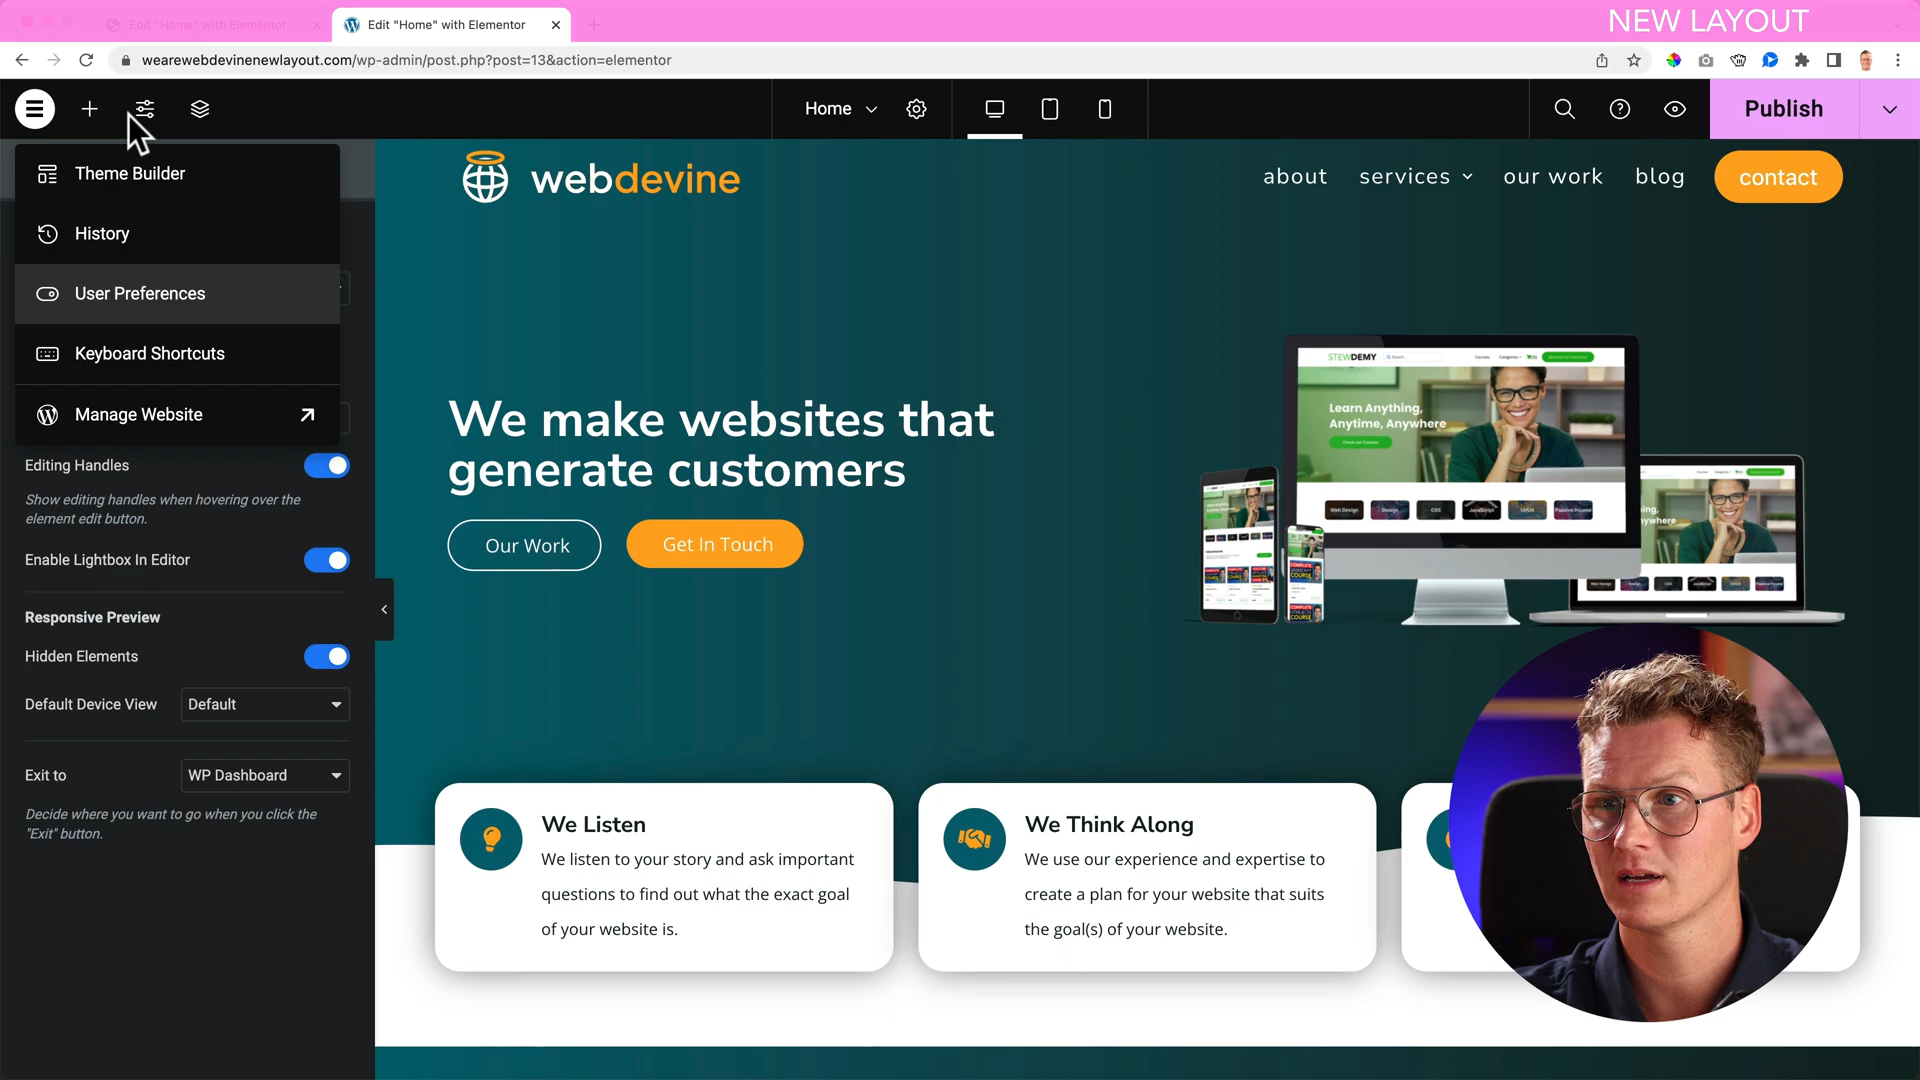 NEW LAYOUT
Edit "Home" with Elementor
Edit "Home" with Elementor
wearewebdevinenewlayout.com/wp-admin/post.php?post=13&action=elementor
Home
Publish
Theme Builder
History
User Preferences
Keyboard Shortcuts
Manage Website
Editing Handles
Show editing handles when hovering over the
element edit button.
Enable Lightbox In Editor
Responsive Preview
Hidden Elements
Default Device View
Default
Exit to
WP Dashboard
Decide where you want to go when you click the
"Exit" button.
webdevine
about
services
our work
blog
contact
We make websites that
generate customers
Our Work
Get In Touch
STEWDEMY
Learn Anything,
Anytime, Anywhere
We Listen
We listen to your story and ask important
questions to find out what the exact goal
of your website is.
We Think Along
We use our experience and expertise to
create a plan for your website that suits
the goal(s) of your website.